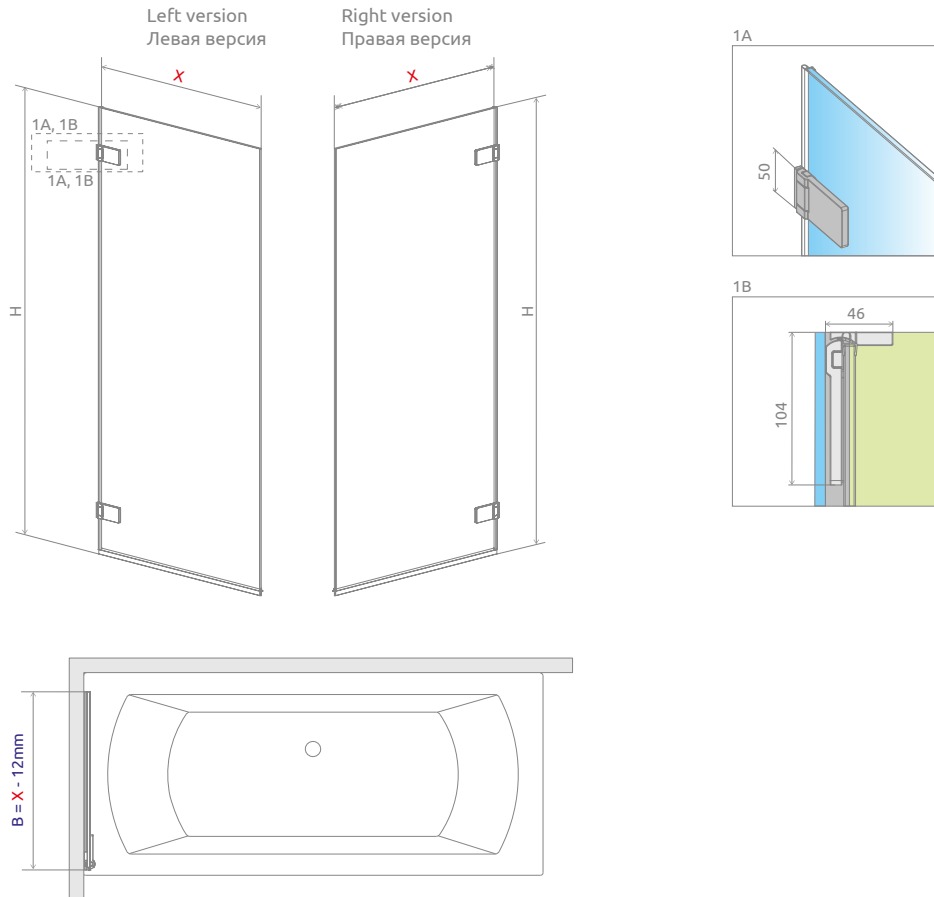 Left version
Левая версия
Right version
Правая версия
X
X
1A, 1B
1A, 1B
H
H
1A
50
1B
46
104
B = X - 12mm